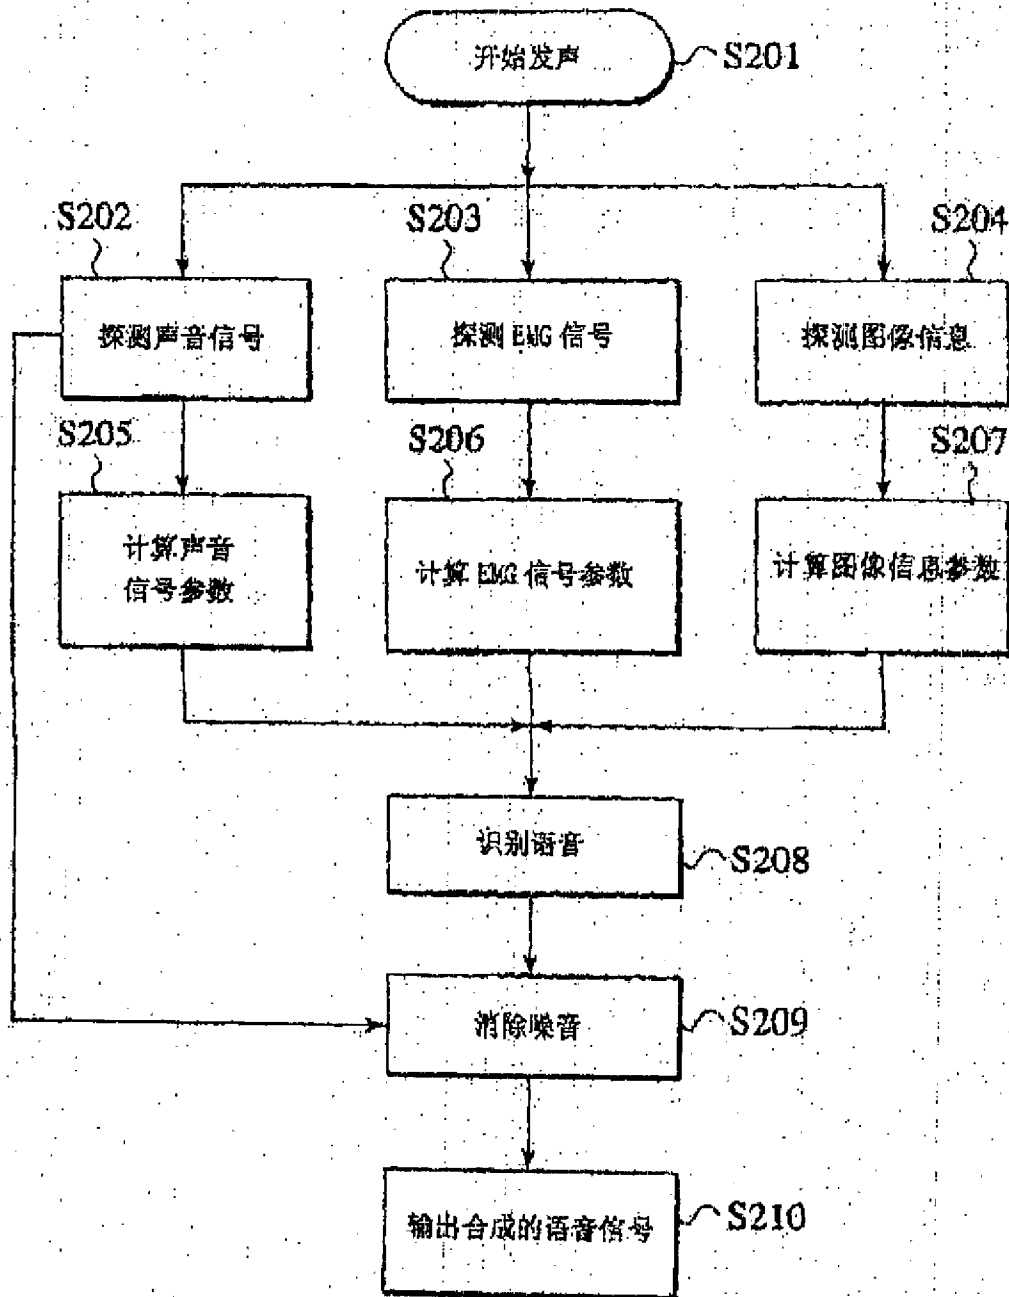 开始发声
S201
S202
S203
S204
探测声音信号
探测 EMG 信号
探测图像信息
S205
S206
S207
计算声音
信号参数
计算 EMG 信号参数
计算图像信息参数
识别语音
S208
消除噪音
S209
输出合成的语音信号
S210